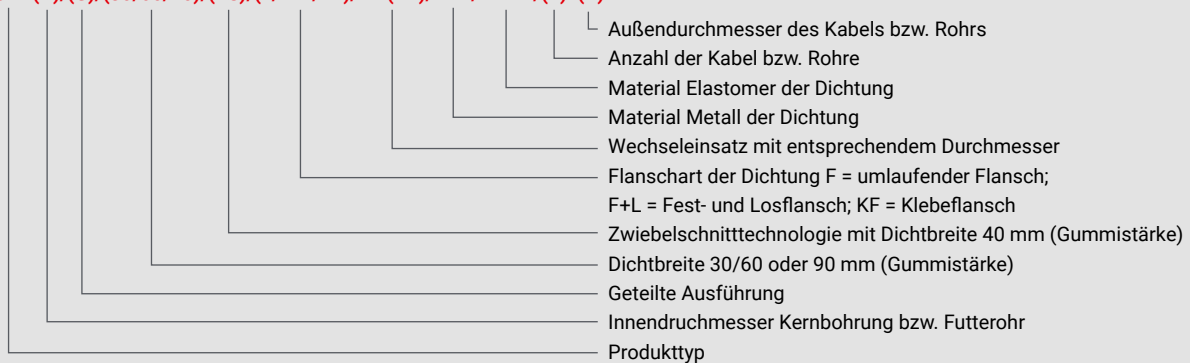 Außendurchmesser des Kabels bzw. Rohrs
Anzahl der Kabel bzw. Rohre
Material Elastomer der Dichtung
Material Metall der Dichtung
Wechseleinsatz mit entsprechendem Durchmesser
Flanschart der Dichtung F = umlaufender Flansch;
F+L = Fest- und Losflansch; KF = Klebeflansch
Zwiebelschnitttechnologie mit Dichtbreite 40 mm (Gummistärke)
Dichtbreite 30/60 oder 90 mm (Gummistärke)
Geteilte Ausführung
Innendruchmesser Kernbohrung bzw. Futterohr
Produkttyp